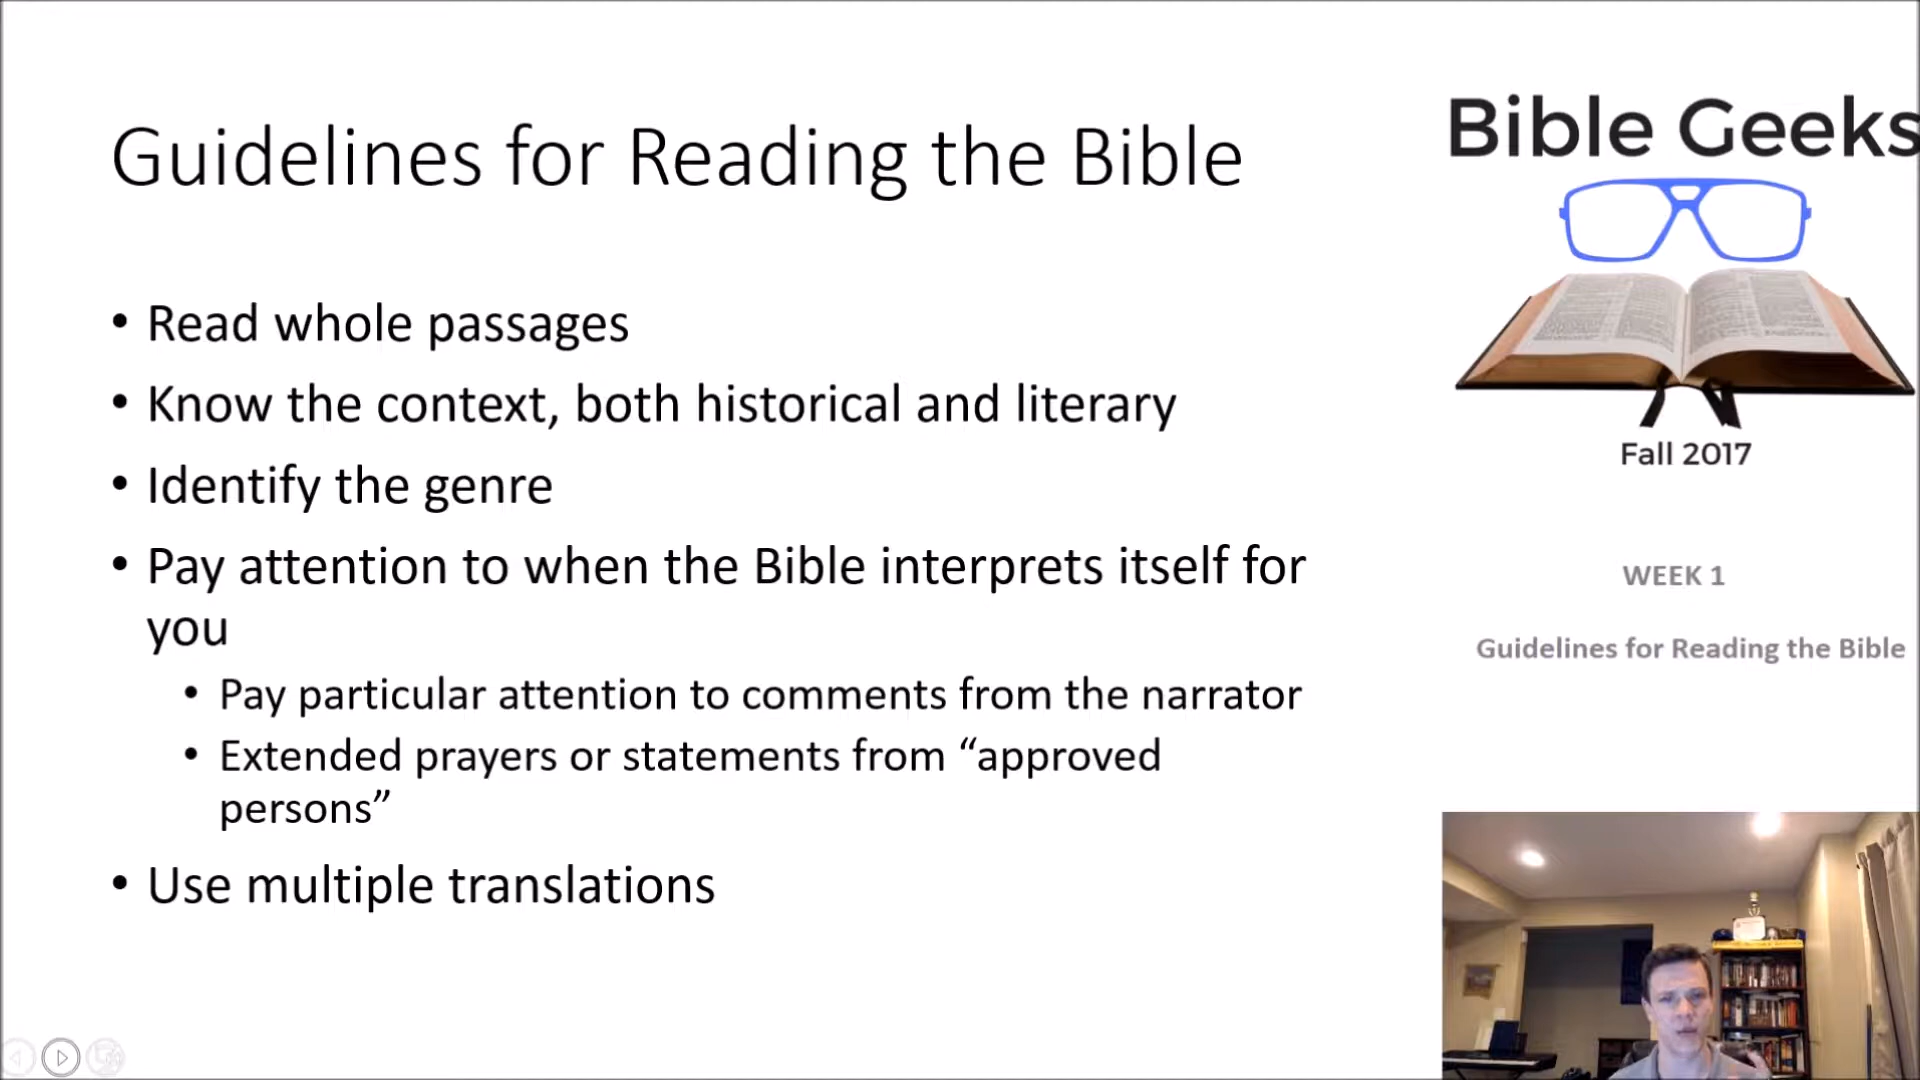 Guidelines for Reading the Bible
• Read whole passages
• Know the context, both historical and literary
• Identify the genre
• Pay attention to when the Bible interprets itself for
you
• Pay particular attention to comments from the narrator
• Extended prayers or statements from “approved
persons”
• Use multiple translations
Bible Geeks
Fall 2017
WEEK 1
Guidelines for Reading the Bible